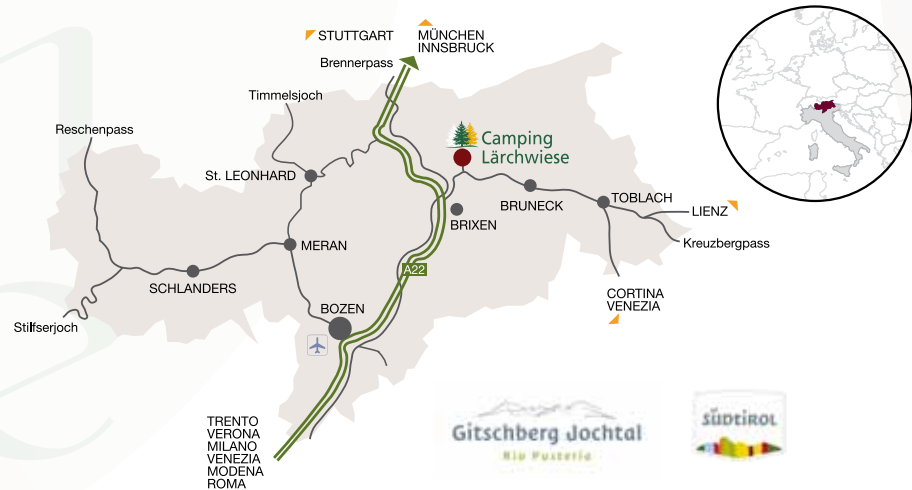 STUTTGART
MÜNCHEN
INNSBRUCK
Brennerpass
Timmelsjoch
Reschenpass
Camping
Lärchwiese
St. LEONHARD
BRUNECK
TOBLACH
LIENZ
BRIXEN
Kreuzbergpass
MERAN
A22
SCHLANDERS
CORTINA
VENEZIA
BOZEN
Stilfserjoch
TRENTO
VERONA
MILANO
VENEZIA
MODENA
ROMA
Gitschberg Jochtal
Rio Pusteria
SÜDTIROL